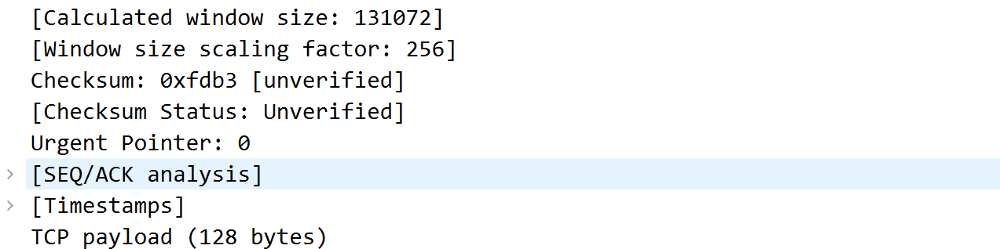 [Calculated window size: 131072]
[Window size scaling factor: 256]
Checksum: 0xfdb3 [unverified]
[Checksum Status: Unverified]
Urgent Pointer: 0
[SEQ/ACK analysis]
[Timestamps]
TCP payload (128 bytes)